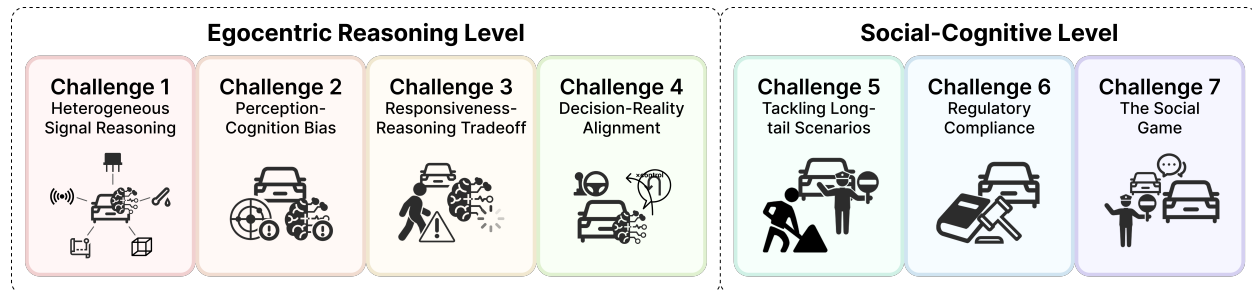 Egocentric Reasoning Level
Social-Cognitive Level
Challenge 1
Heterogeneous
Signal Reasoning
Challenge 2
Perception-
Cognition Bias
Challenge 3
Responsiveness-
Reasoning Tradeoff
Challenge 4
Decision-Reality
Alignment
Challenge 5
Tackling Long-
tail Scenarios
Challenge 6
Regulatory
Compliance
Challenge 7
The Social
Game